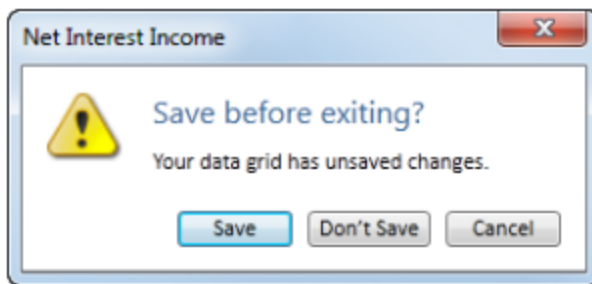 Net Interest Income
Save before exiting?
Your data grid has unsaved changes.
Save Don't Save Cancel